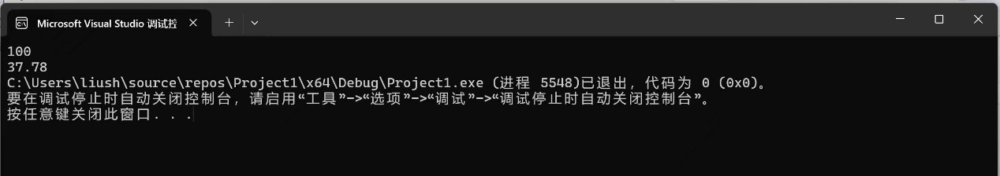 Microsoft Visual Studio 调试控
100
37.78
C:\Users\liush\source\repos\Project1\x64\Debug\Project1.exe (进程 5548)已退出，代码为 0 (0x0)。
要在调试停止时自动关闭控制台，请启用“工具”->“选项”->“调试”->“调试停止时自动关闭控制台”。
按任意键关闭此窗口. . .